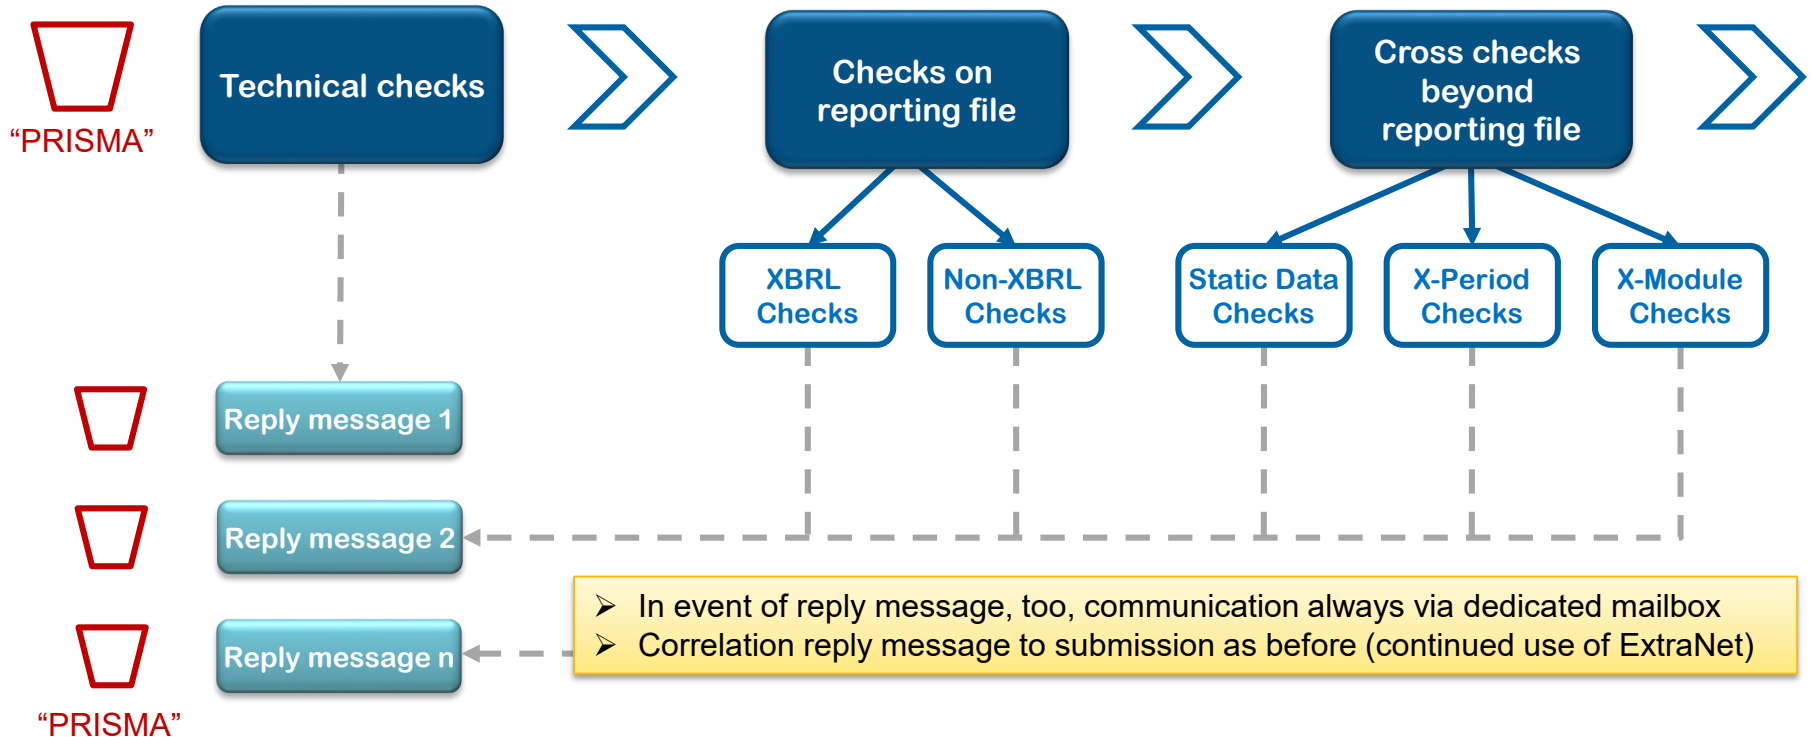 Technical checks
Checks on
reporting file
Cross checks
beyond
reporting file
“PRISMA”
XBRL
Checks
Non-XBRL
Checks
Static Data
Checks
X-Period
Checks
X-Module
Checks
Reply message 1
Reply message 2
➢ In event of reply message, too, communication always via dedicated mailbox
➢ Correlation reply message to submission as before (continued use of ExtraNet)
Reply message n
“PRISMA”